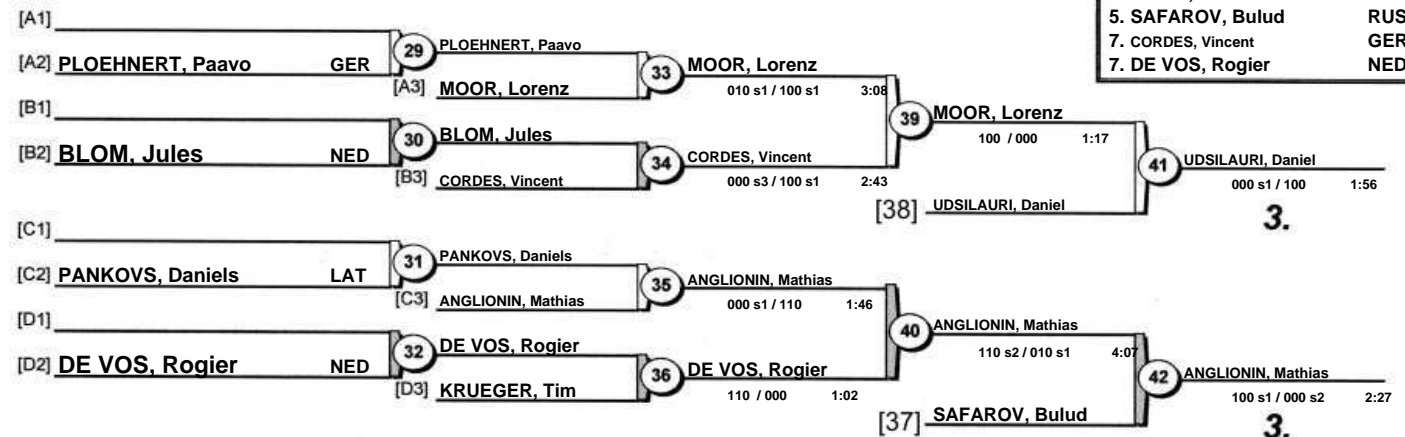 5. SAFAROV, Bulud RUS
7. CORDES, Vincent GER
7. DE VOS, Rogier NED
[A1]
[A2] PLOEHNERT, Paavo GER
29
PLOEHNERT, Paavo
[A3] MOOR, Lorenz
33
MOOR, Lorenz
010 s1 / 100 s1 3:08
[B1]
[B2] BLOM, Jules NED
30
BLOM, Jules
[B3] CORDES, Vincent
34
CORDES, Vincent
000 s3 / 100 s1 2:43
39
MOOR, Lorenz
100 / 000 1:17
[38] UDSILAURI, Daniel
41
UDSILAURI, Daniel
000 s1 / 100 1:56
3.
[C1]
[C2] PANKOVS, Daniels LAT
31
PANKOVS, Daniels
[C3] ANGLIONIN, Mathias
35
ANGLIONIN, Mathias
000 s1 / 110 1:46
[D1]
[D2] DE VOS, Rogier NED
32
DE VOS, Rogier
[D3] KRUEGER, Tim
36
DE VOS, Rogier
110 / 000 1:02
40
ANGLIONIN, Mathias
110 s2 / 010 s1 4:07
[37] SAFAROV, Bulud
42
ANGLIONIN, Mathias
100 s1 / 000 s2 2:27
3.